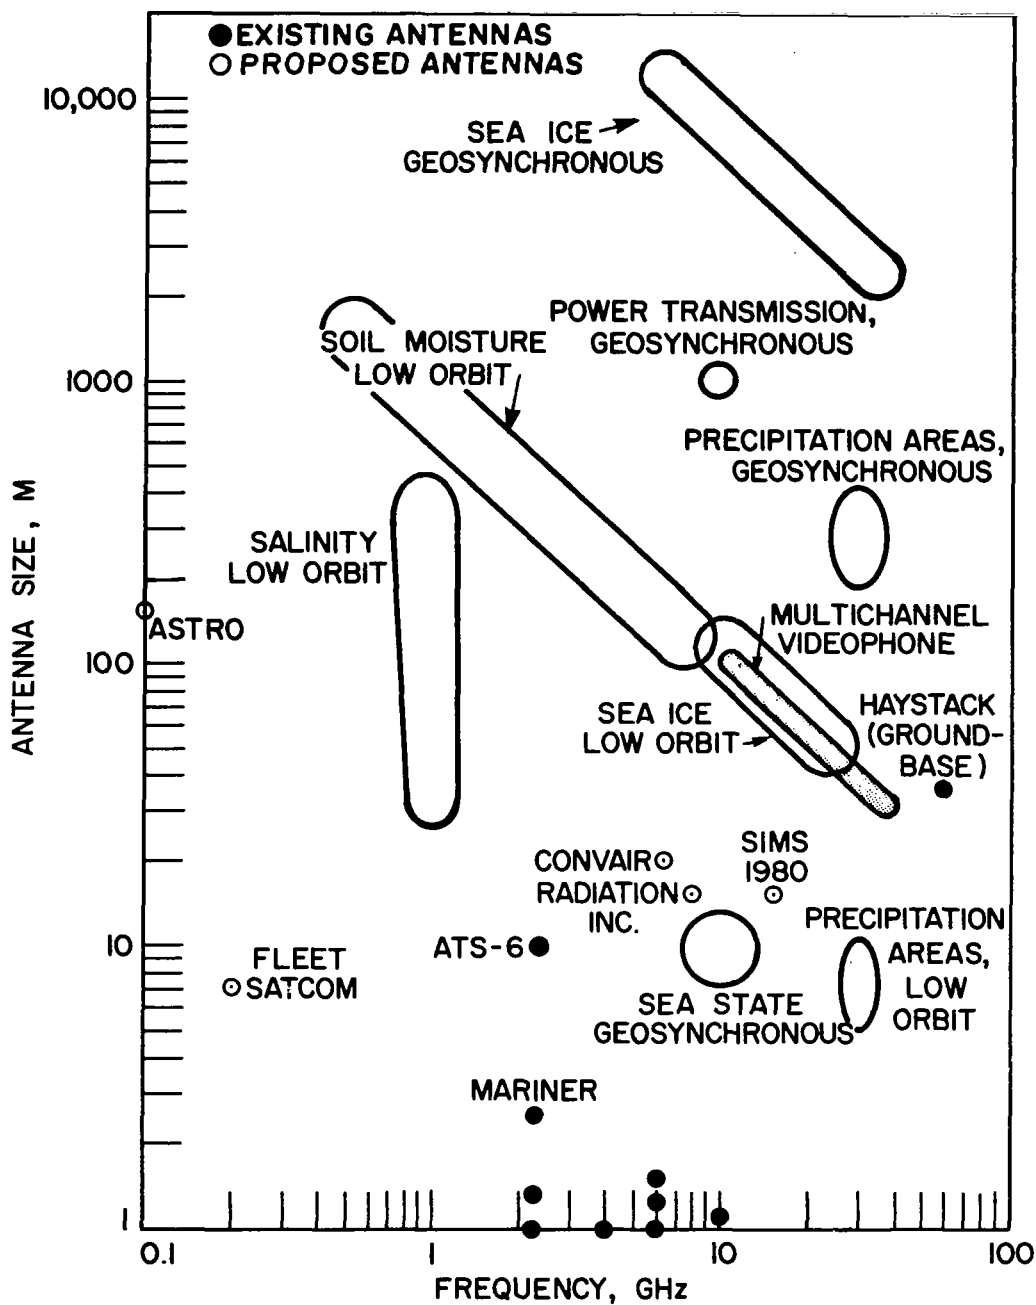 EXISTING ANTENNAS
PROPOSED ANTENNAS
10,000
SEA ICE
GEOSYNCHRONOUS
POWER TRANSMISSION,
GEOSYNCHRONOUS
SOIL MOISTURE
LOW ORBIT
1000
PRECIPITATION AREAS,
GEOSYNCHRONOUS
ANTENNA SIZE, M
SALINITY
LOW ORBIT
ASTRO
MULTICHANNEL
VIDEOPHONE
100
SEA ICE
LOW ORBIT
HAYSTACK
(GROUND-
BASE)
CONVAIR
RADIATION
INC.
SIMS
1980
PRECIPITATION
AREAS,
LOW
ORBIT
10
ATS-6
FLEET
SATCOM
SEA STATE
GEOSYNCHRONOUS
MARINER
1
0.1
1
10
100
FREQUENCY, GHz